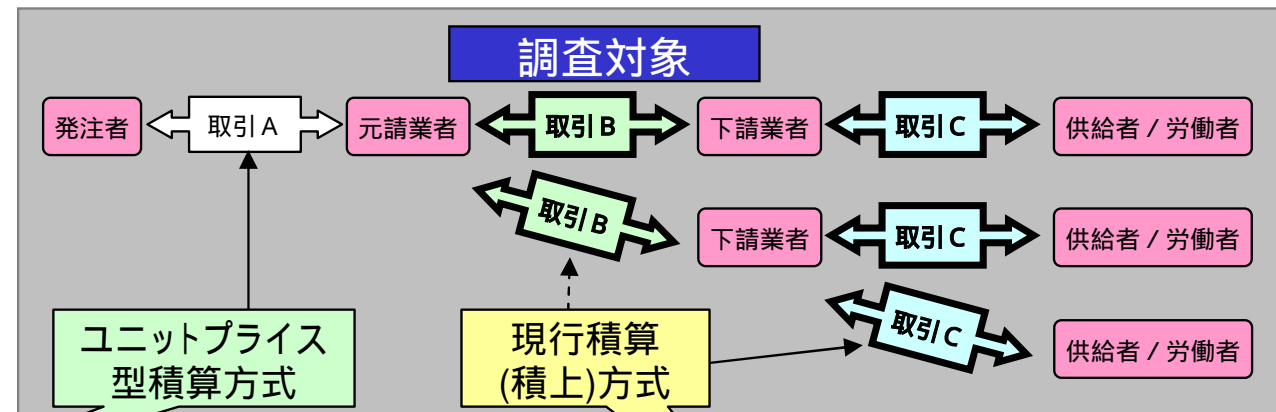 調査対象
発注者
取引A
元請業者
取引B
下請業者
取引C
供給者 / 労働者
取引B
下請業者
取引C
供給者 / 労働者
取引C
供給者 / 労働者
ユニットプライス
型積算方式
現行積算
(積上)方式